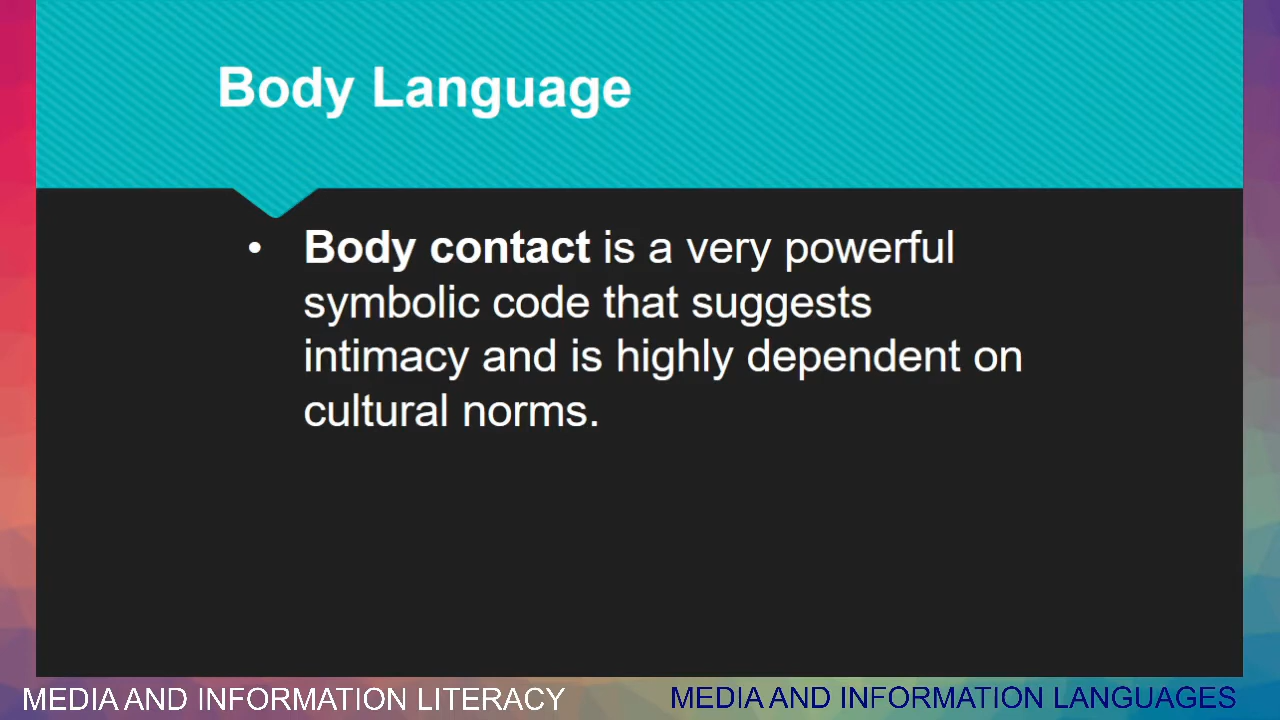 Body Language
• Body contact is a very powerful
symbolic code that suggests
intimacy and is highly dependent on
cultural norms.
MEDIA AND INFORMATION LITERACY
MEDIA AND INFORMATION LANGUAGES